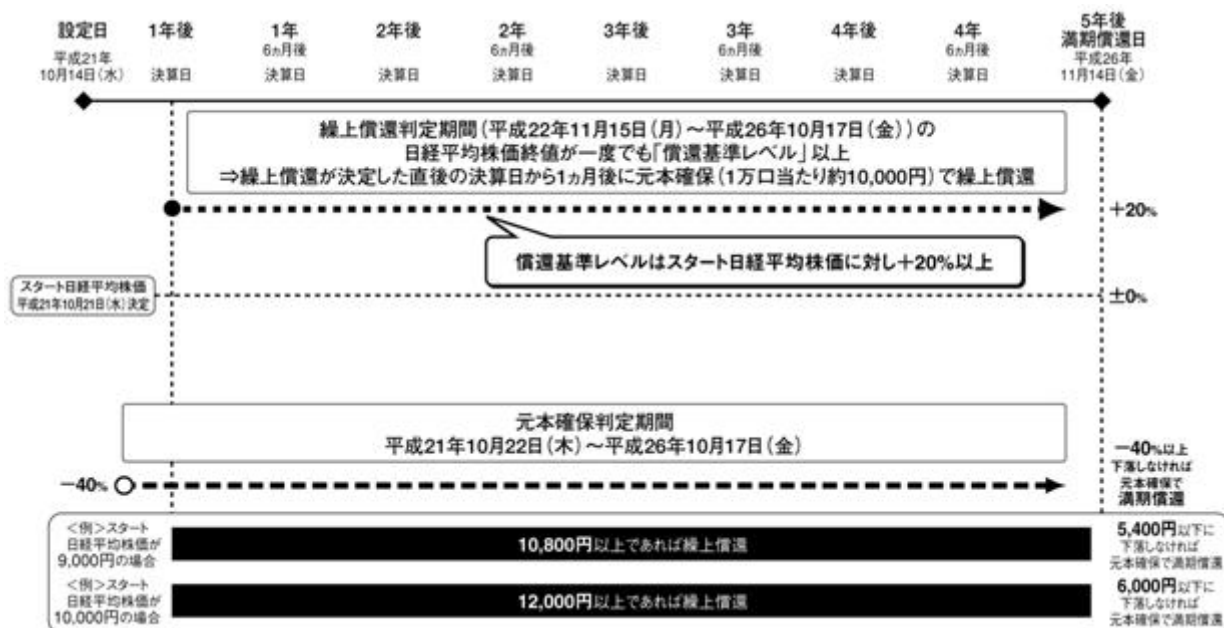 設定日
平成21年
10月14日(水)
1年後
決算日
1年
6ヵ月後
決算日
2年後
決算日
2年
6ヵ月後
決算日
3年後
決算日
3年
6ヵ月後
決算日
4年後
決算日
4年
6ヵ月後
決算日
5年後
満期償還日
平成26年
11月14日(金)
繰上償還判定期間(平成22年11月15日(月)〜平成26年10月17日(金))の
日経平均株価終値が一度でも「償還基準レベル」以上
⇒繰上償還が決定した直後の決算日から1ヵ月後に元本確保(1万口当たり約10,000円)で繰上償還
+20%
償還基準レベルはスタート日経平均株価に対し+20%以上
スタート日経平均株価
平成21年10月21日(水)決定
±0%
元本確保判定期間
平成21年10月22日(木)〜平成26年10月17日(金)
−40%
−40%以上
下落しなければ
元本確保で
満期償還
<例>スタート
日経平均株価が
9,000円の場合
10,800円以上であれば繰上償還
5,400円以下に
下落しなければ
元本確保で満期償還
<例>スタート
日経平均株価が
10,000円の場合
12,000円以上であれば繰上償還
6,000円以下に
下落しなければ
元本確保で満期償還